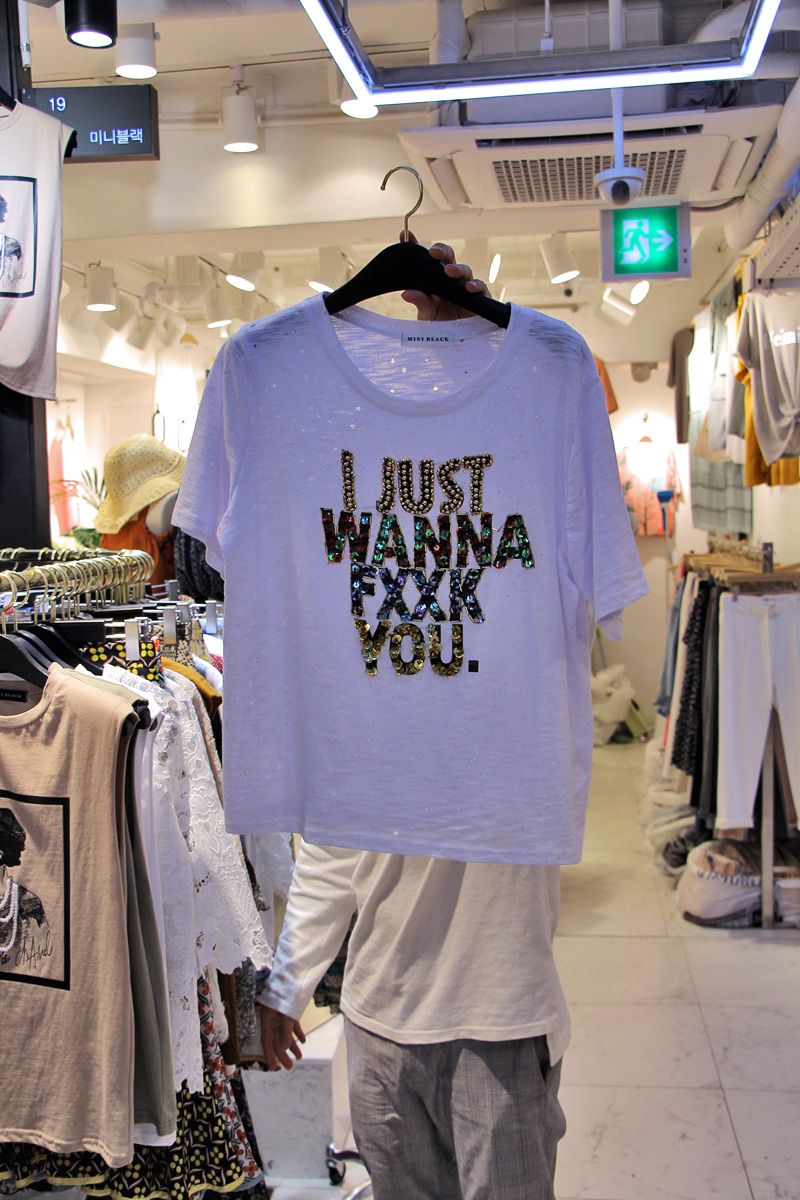 19
미니블랙
MINI BLACK
I JUST
WANNA
FXXK
YOU.